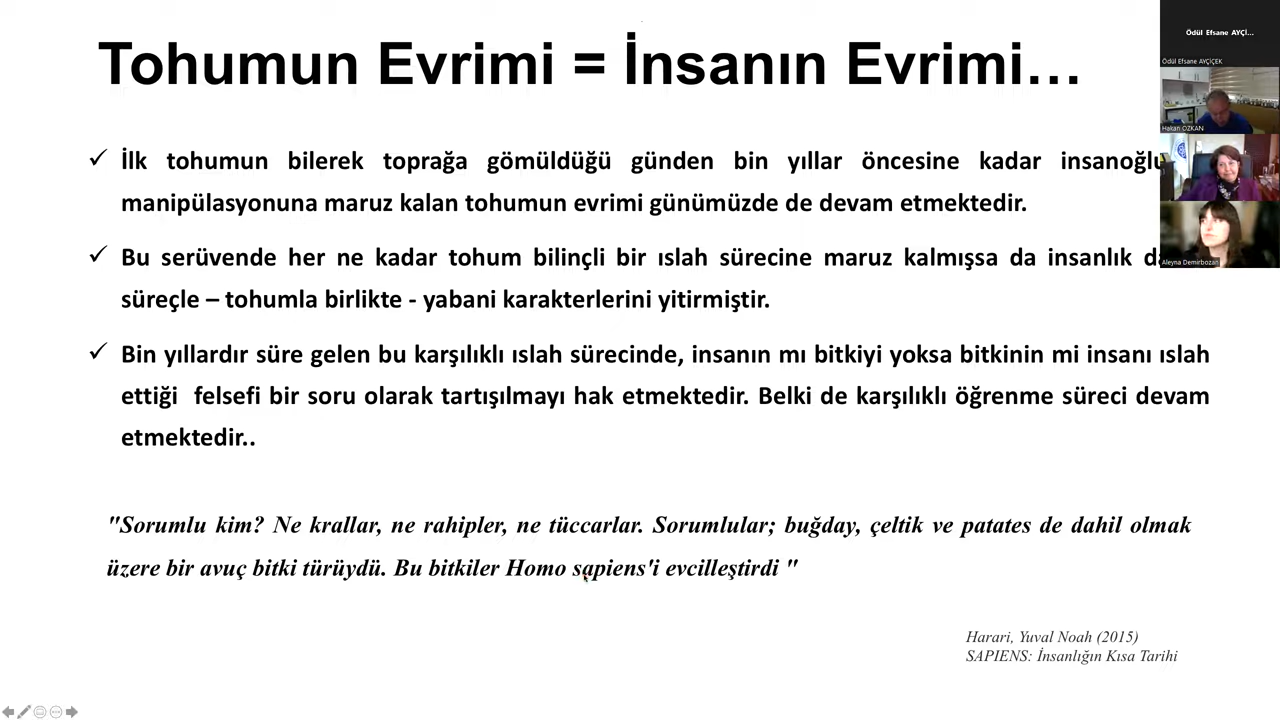 Tohumun Evrimi = İnsanın Evrimi…
✓ İlk tohumun bilerek toprağa gömüldüğü günden bin yıllar öncesine kadar insanoğlu
manipülasyonuna maruz kalan tohumun evrimi günümüzde de devam etmektedir.
✓ Bu serüvende her ne kadar tohum bilinçli bir ıslah sürecine maruz kalmışsa da insanlık
süreçle – tohumla birlikte - yabani karakterlerini yitirmiştir.
✓ Bin yıllardır süre gelen bu karşılıklı ıslah sürecinde, insanın mı bitkiyi yoksa bitkinin mi insanı ıslah
ettiği felsefi bir soru olarak tartışılmayı hak etmektedir. Belki de karşılıklı öğrenme süreci devam
etmektedir..
"Sorumlu kim? Ne krallar, ne rahipler, ne tüccarlar. Sorumlular; buğday, çeltik ve patates de dahil olmak
üzere bir avuç bitki türüydü. Bu bitkiler Homo sapiens'i evcilleştirdi "
Harari, Yuval Noah (2015)
SAPIENS: İnsanlığın Kısa Tarihi
Ödül Efsane AYÇİ...
Ödül Efsane AYÇİÇEK
Hakan ÖZKAN
Aleyna Demirbozan